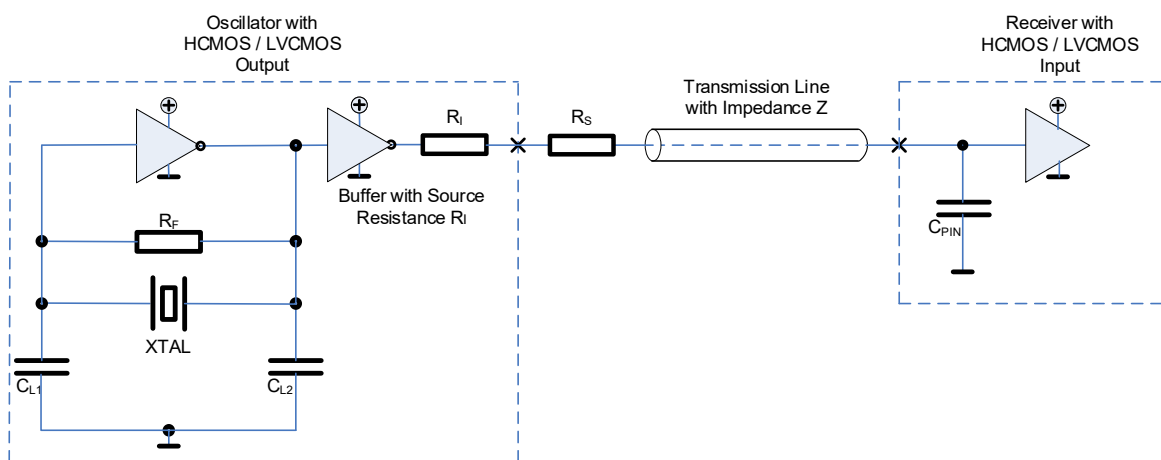 Oscillator with
HCMOS / LVCMOS
Output
Receiver with
HCMOS / LVCMOS
Input
Transmission Line
with Impedance Z
RI
RS
Buffer with Source
Resistance RI
RF
CPIN
XTAL
CL1
CL2